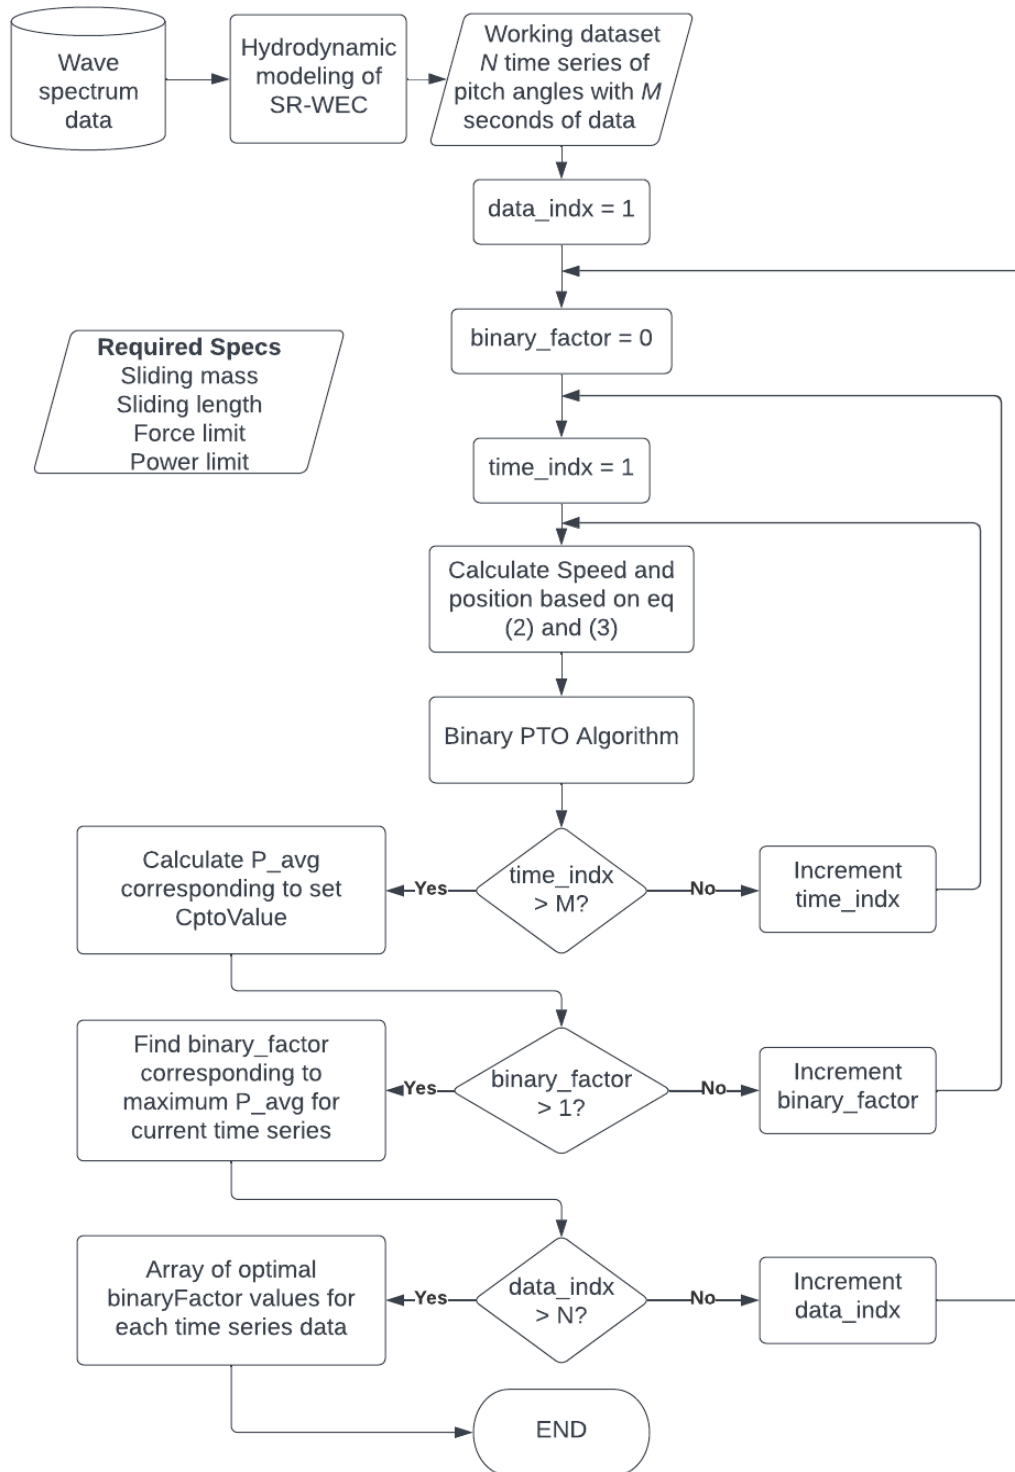 Wave
spectrum
data
Hydrodynamic
modeling of
SR-WEC
Working dataset
N time series of
pitch angles with M
seconds of data
data_indx = 1
binary_factor = 0
Required Specs
Sliding mass
Sliding length
Force limit
Power limit
time_indx = 1
Calculate Speed and
position based on eq
(2) and (3)
Binary PTO Algorithm
Calculate P_avg
corresponding to set
CptoValue
Yes
time_indx
> M?
No
Increment
time_indx
Find binary_factor
corresponding to
maximum P_avg for
current time series
Yes
binary_factor
> 1?
No
Increment
binary_factor
Array of optimal
binaryFactor values for
each time series data
Yes
data_indx
> N?
No
Increment
data_indx
END